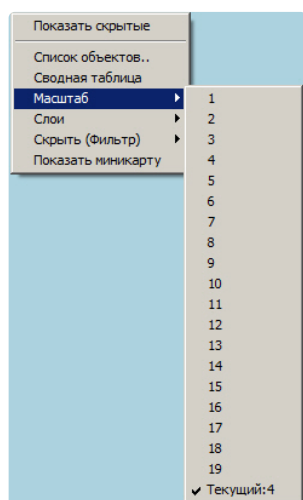 Показать скрытые
Список объектов..
Сводная таблица
Масштаб
Слои
Скрыть (Фильтр)
Показать миникарту
1
2
3
4
5
6
7
8
9
10
11
12
13
14
15
16
17
18
19
Текущий:4